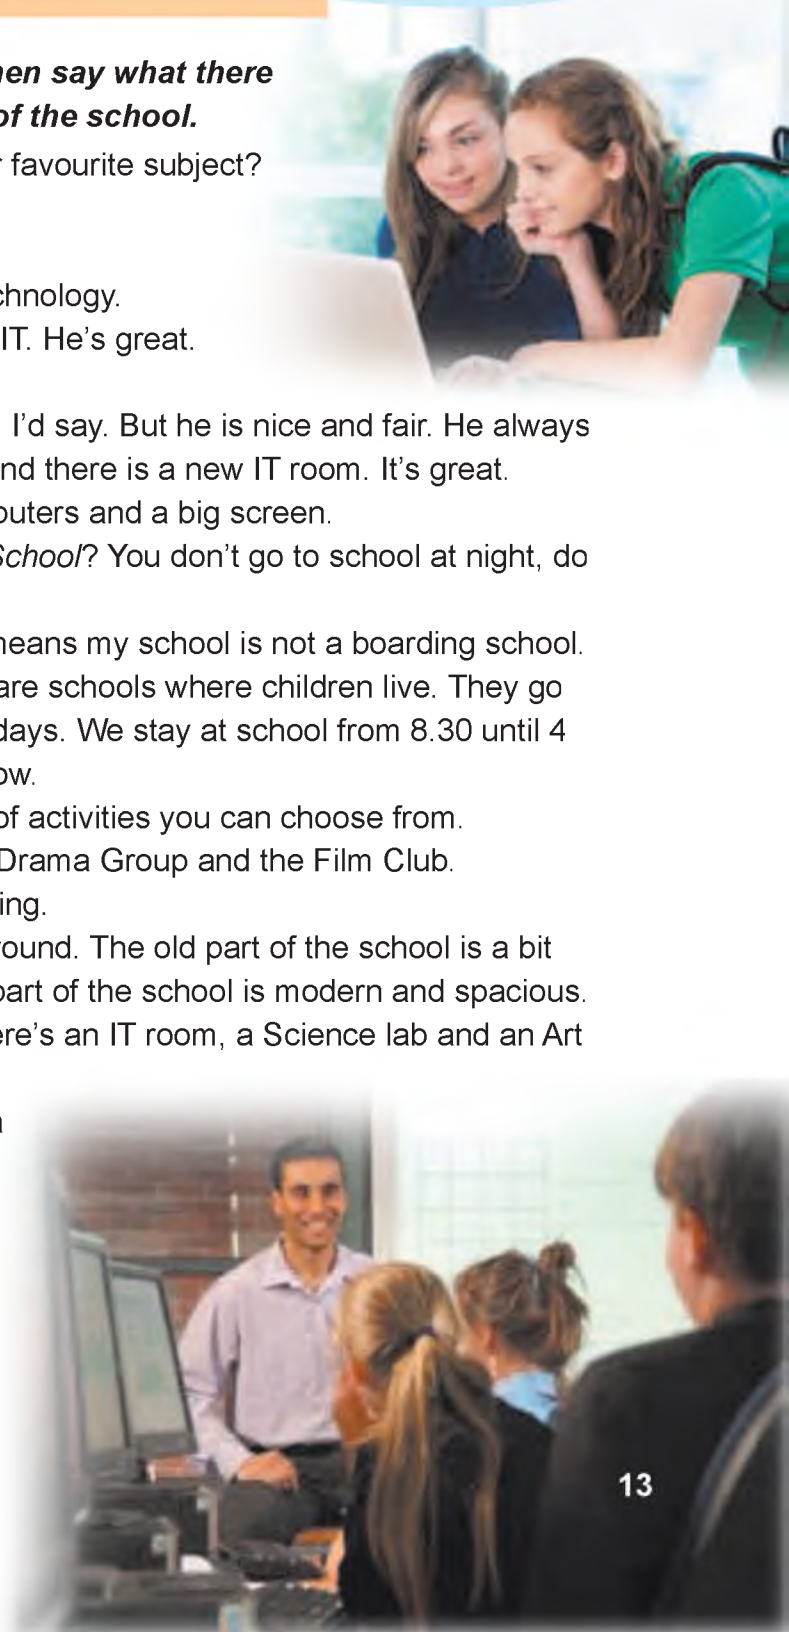 hen say what there
of the school.
r favourite subject?
chnology.
IT. He's great.
I'd say. But he is nice and fair. He always
nd there is a new IT room. It's great.
outers and a big screen.
School? You don't go to school at night, do
means my school is not a boarding school.
are schools where children live. They go
days. We stay at school from 8.30 until 4
ow.
of activities you can choose from.
Drama Group and the Film Club.
ing.
round. The old part of the school is a bit
part of the school is modern and spacious.
ere's an IT room, a Science lab and an Art
13